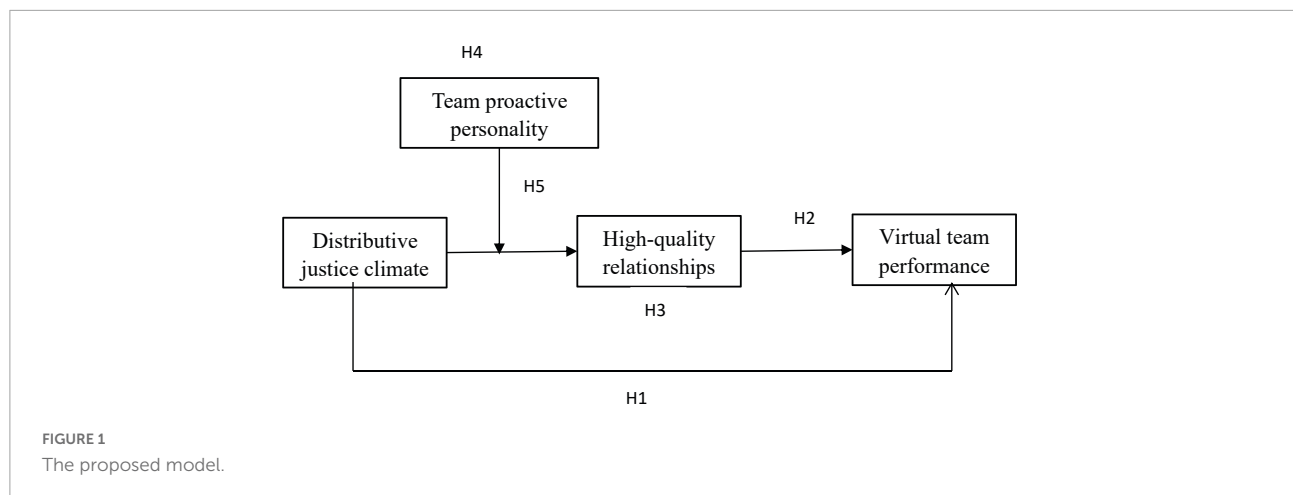 H4
Team proactive
personality
H5
Distributive
justice climate
High-quality
relationships
H2
Virtual team
performance
H3
H1
FIGURE 1
The proposed model.